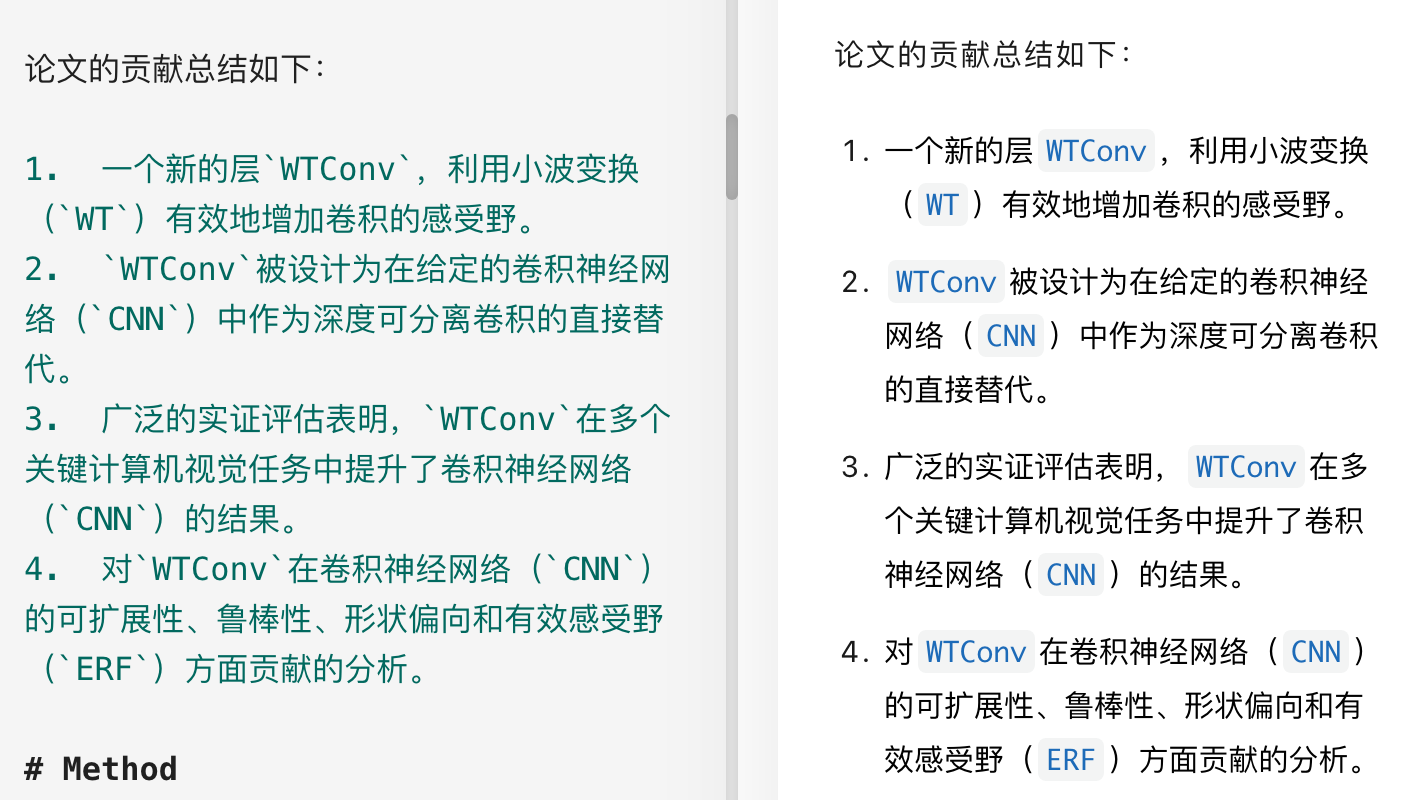 论文的贡献总结如下：
1.  一个新的层`WTConv`，利用小波变换
（`WT`）有效地增加卷积的感受野。
2.  `WTConv`被设计为在给定的卷积神经网
络（`CNN`）中作为深度可分离卷积的直接替
代。
3.  广泛的实证评估表明，`WTConv`在多个
关键计算机视觉任务中提升了卷积神经网络
（`CNN`）的结果。
4.  对`WTConv`在卷积神经网络（`CNN`）
的可扩展性、鲁棒性、形状偏向和有效感受野
（`ERF`）方面贡献的分析。
# Method
论文的贡献总结如下：
1. 一个新的层 WTConv ，利用小波变换
（ WT ）有效地增加卷积的感受野。
2. WTConv 被设计为在给定的卷积神经
网络（ CNN ）中作为深度可分离卷积
的直接替代。
3. 广泛的实证评估表明， WTConv 在多
个关键计算机视觉任务中提升了卷积
神经网络（ CNN ）的结果。
4. 对 WTConv 在卷积神经网络（ CNN ）
的可扩展性、鲁棒性、形状偏向和有
效感受野（ ERF ）方面贡献的分析。